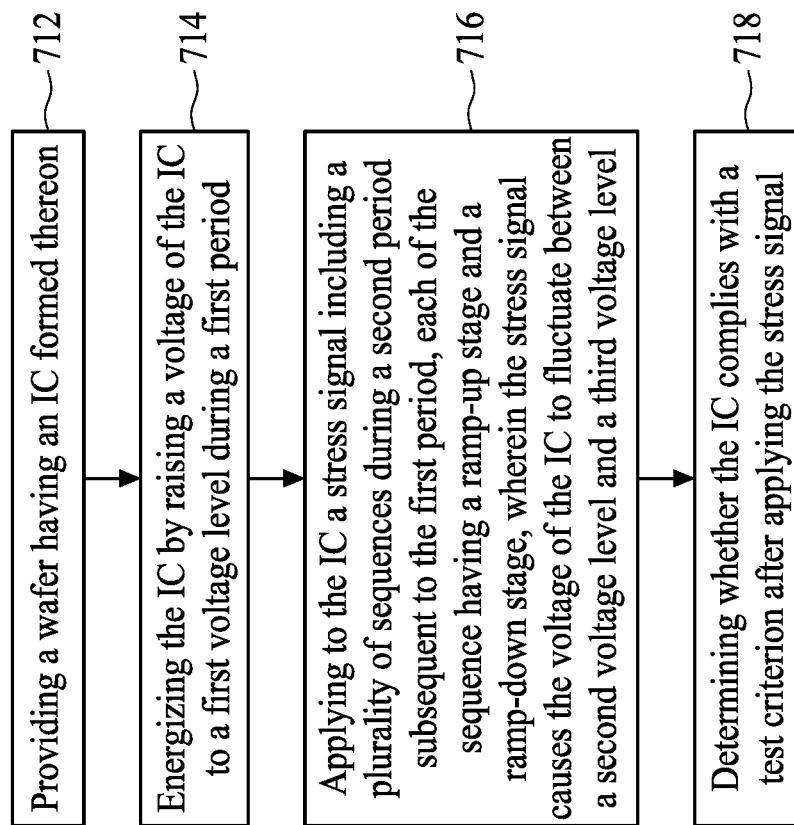 Providing a wafer having an IC formed thereon
712
Energizing the IC by raising a voltage of the IC
to a first voltage level during a first period
714
Applying to the IC a stress signal including a
plurality of sequences during a second period
subsequent to the first period, each of the
sequence having a ramp-up stage and a
ramp-down stage, wherein the stress signal
causes the voltage of the IC to fluctuate between
a second voltage level and a third voltage level
716
Determining whether the IC complies with a
test criterion after applying the stress signal
718